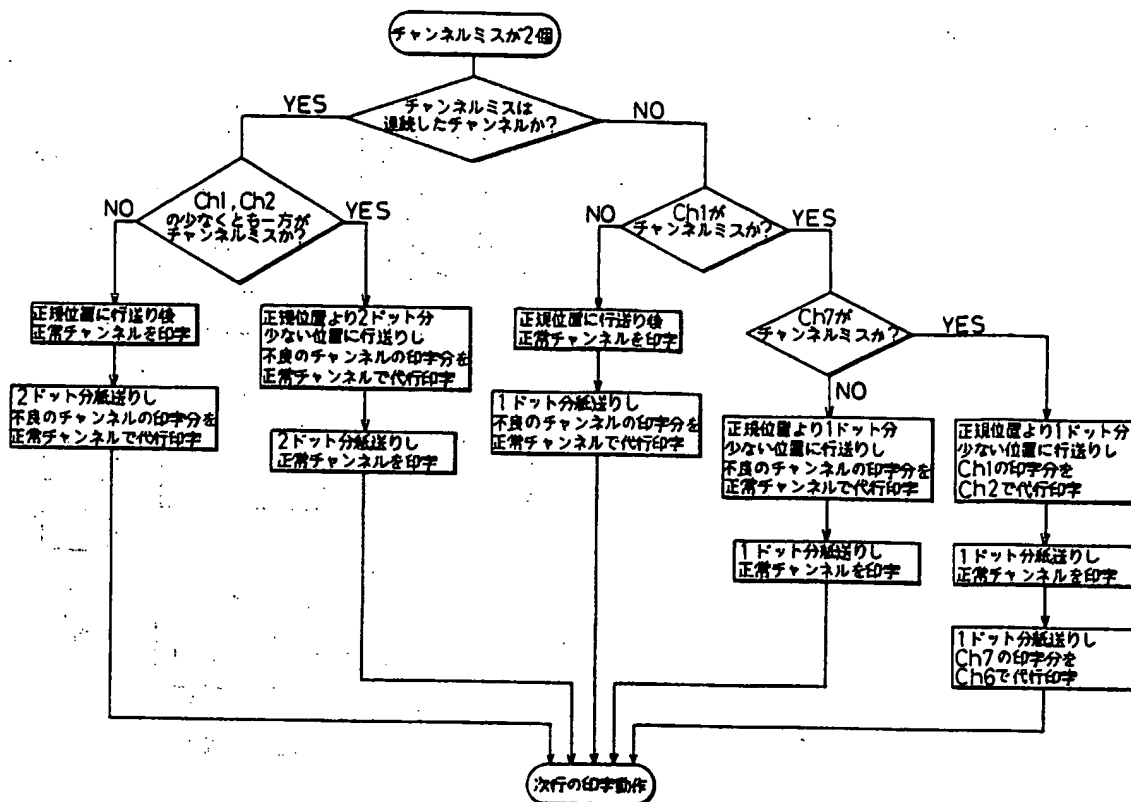 チャンネルミスが2個
チャンネルミスは
連続したチャンネルか?
YES
NO
Ch1,Ch2
の少なくとも一方が
チャンネルミスか?
NO
YES
Ch1が
チャンネルミスか?
NO
YES
正規位置に行送り後
正常チャンネルを印字
正規位置より2ドット分
少ない位置に行送りし
不良のチャンネルの印字分を
正常チャンネルで代行印字
正規位置に行送り後
正常チャンネルを印字
Ch7が
チャンネルミスか?
YES
NO
2ドット分紙送りし
不良のチャンネルの印字分を
正常チャンネルで代行印字
2ドット分紙送りし
正常チャンネルを印字
1ドット分紙送りし
不良のチャンネルの印字分を
正常チャンネルで代行印字
正規位置より1ドット分
少ない位置に行送りし
不良のチャンネルの印字分を
正常チャンネルで代行印字
正規位置より1ドット分
少ない位置に行送りし
Ch1の印字分を
Ch2で代行印字
1ドット分紙送りし
正常チャンネルを印字
1ドット分紙送りし
正常チャンネルを印字
1ドット分紙送りし
Ch7の印字分を
Ch6で代行印字
次行の印字動作